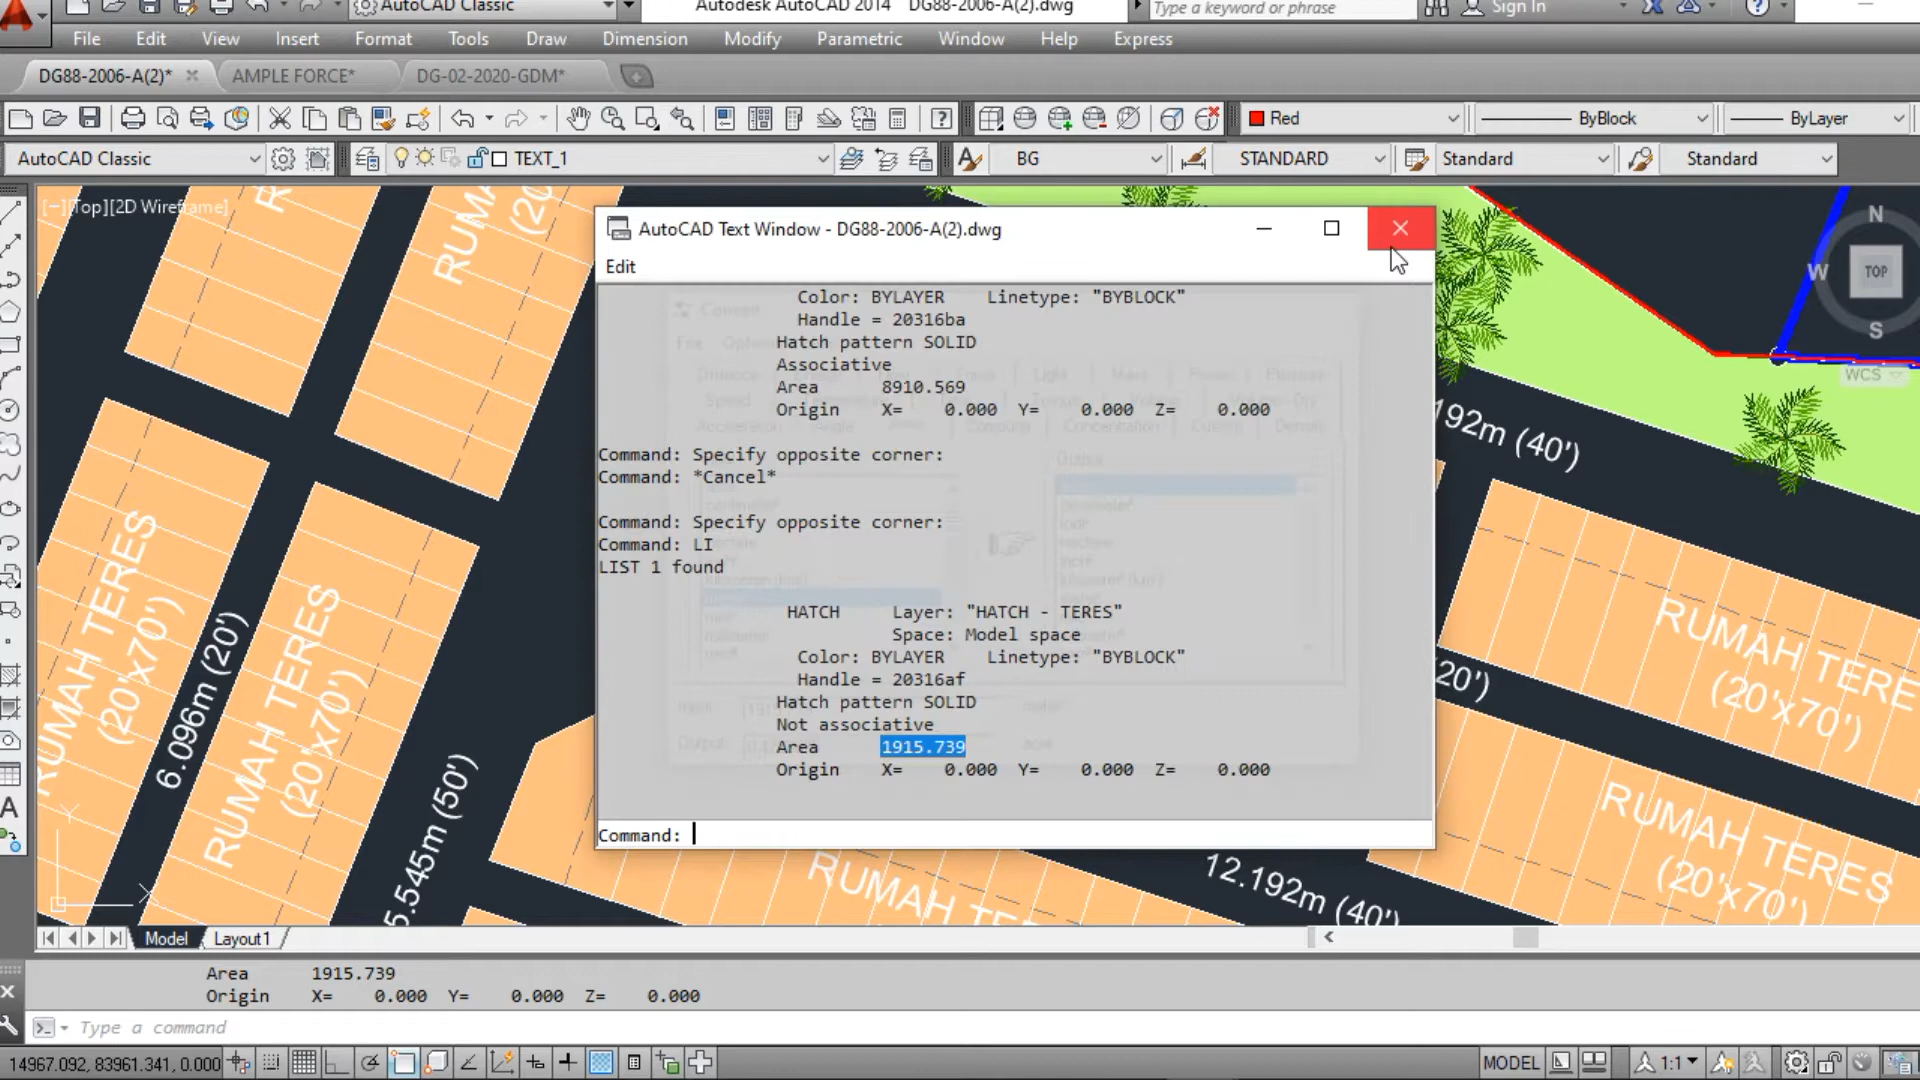 AutoCAD Classic
Autodesk AutoCAD 2014 DG88-2006-A(2).dwg
Type a keyword or phrase
Sign In
File Edit View Insert Format Tools Draw Dimension Modify Parametric Window Help Express
DG88-2006-A(2)* AMPLE FORCE* DG-02-2020-GDM*
Red ByBlock ByLayer
AutoCAD Classic TEXT_1 BG STANDARD Standard Standard
[−][Top][2D Wireframe]
AutoCAD Text Window - DG88-2006-A(2).dwg
Edit
Color: BYLAYER Linetype: "BYBLOCK"
Handle = 20316ba
Hatch pattern SOLID
Associative
Area 8910.569
Origin X= 0.000 Y= 0.000 Z= 0.000
Command: Specify opposite corner:
Command: *Cancel*
Command: Specify opposite corner:
Command: LI
LIST 1 found
HATCH Layer: "HATCH - TERES"
Space: Model space
Color: BYLAYER Linetype: "BYBLOCK"
Handle = 20316af
Hatch pattern SOLID
Not associative
Area 1915.739
Origin X= 0.000 Y= 0.000 Z= 0.000
Command:
N
W TOP
S
WCS
(20')
RUMAH TERES
(20'x70')
6.096m (20')
RUMAH TERES
(20'x70')
5.545m (50')
192m (40')
RUMAH TERE
(20'x70')
RUMAH TERES
(20'x70')
12.192m (40')
RUMAH TE
Y
X
A
Model Layout1
Area 1915.739
Origin X= 0.000 Y= 0.000 Z= 0.000
Type a command
14967.092, 83961.341, 0.000
MODEL
1:1